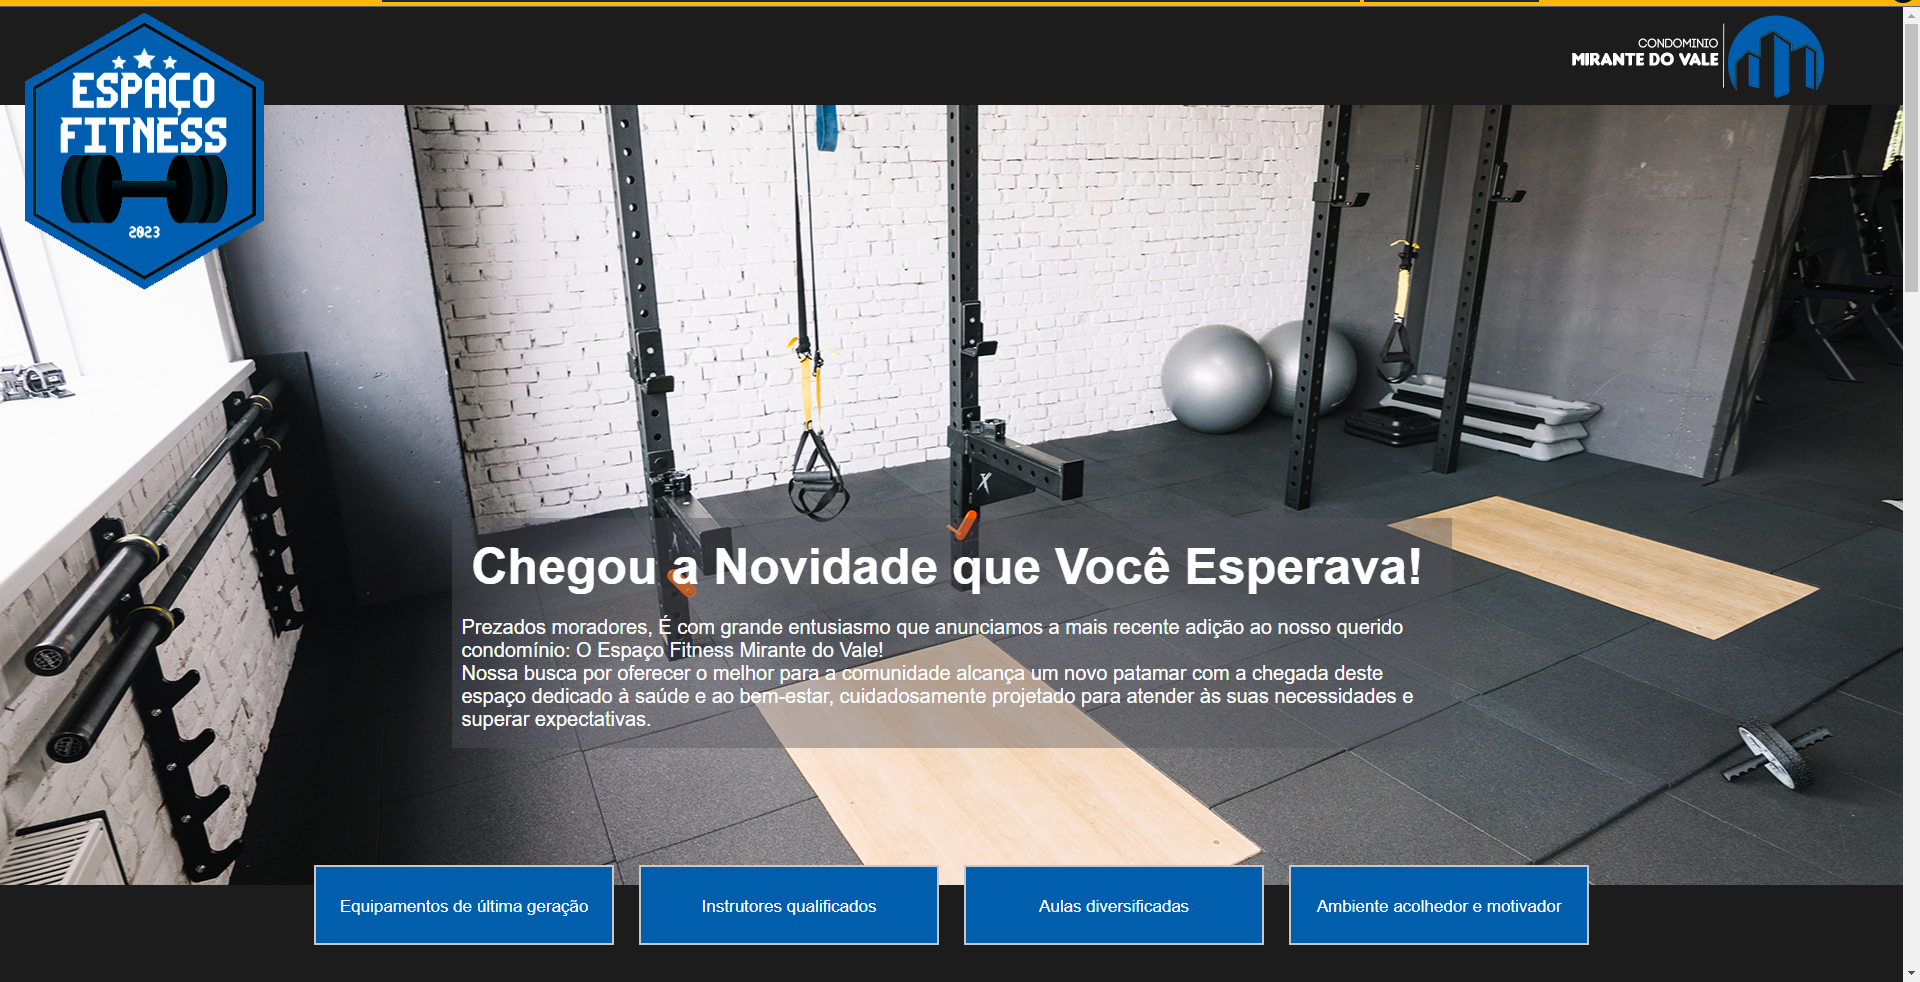 ESPAÇO
FITNESS
2023
CONDOMINIO
MIRANTE DO VALE
X
Chegou a Novidade que Você Esperava!
Prezados moradores, É com grande entusiasmo que anunciamos a mais recente adição ao nosso querido
condomínio: O Espaço Fitness Mirante do Vale!
Nossa busca por oferecer o melhor para a comunidade alcança um novo patamar com a chegada deste
espaço dedicado à saúde e ao bem-estar, cuidadosamente projetado para atender às suas necessidades e
superar expectativas.
Equipamentos de última geração
Instrutores qualificados
Aulas diversificadas
Ambiente acolhedor e motivador